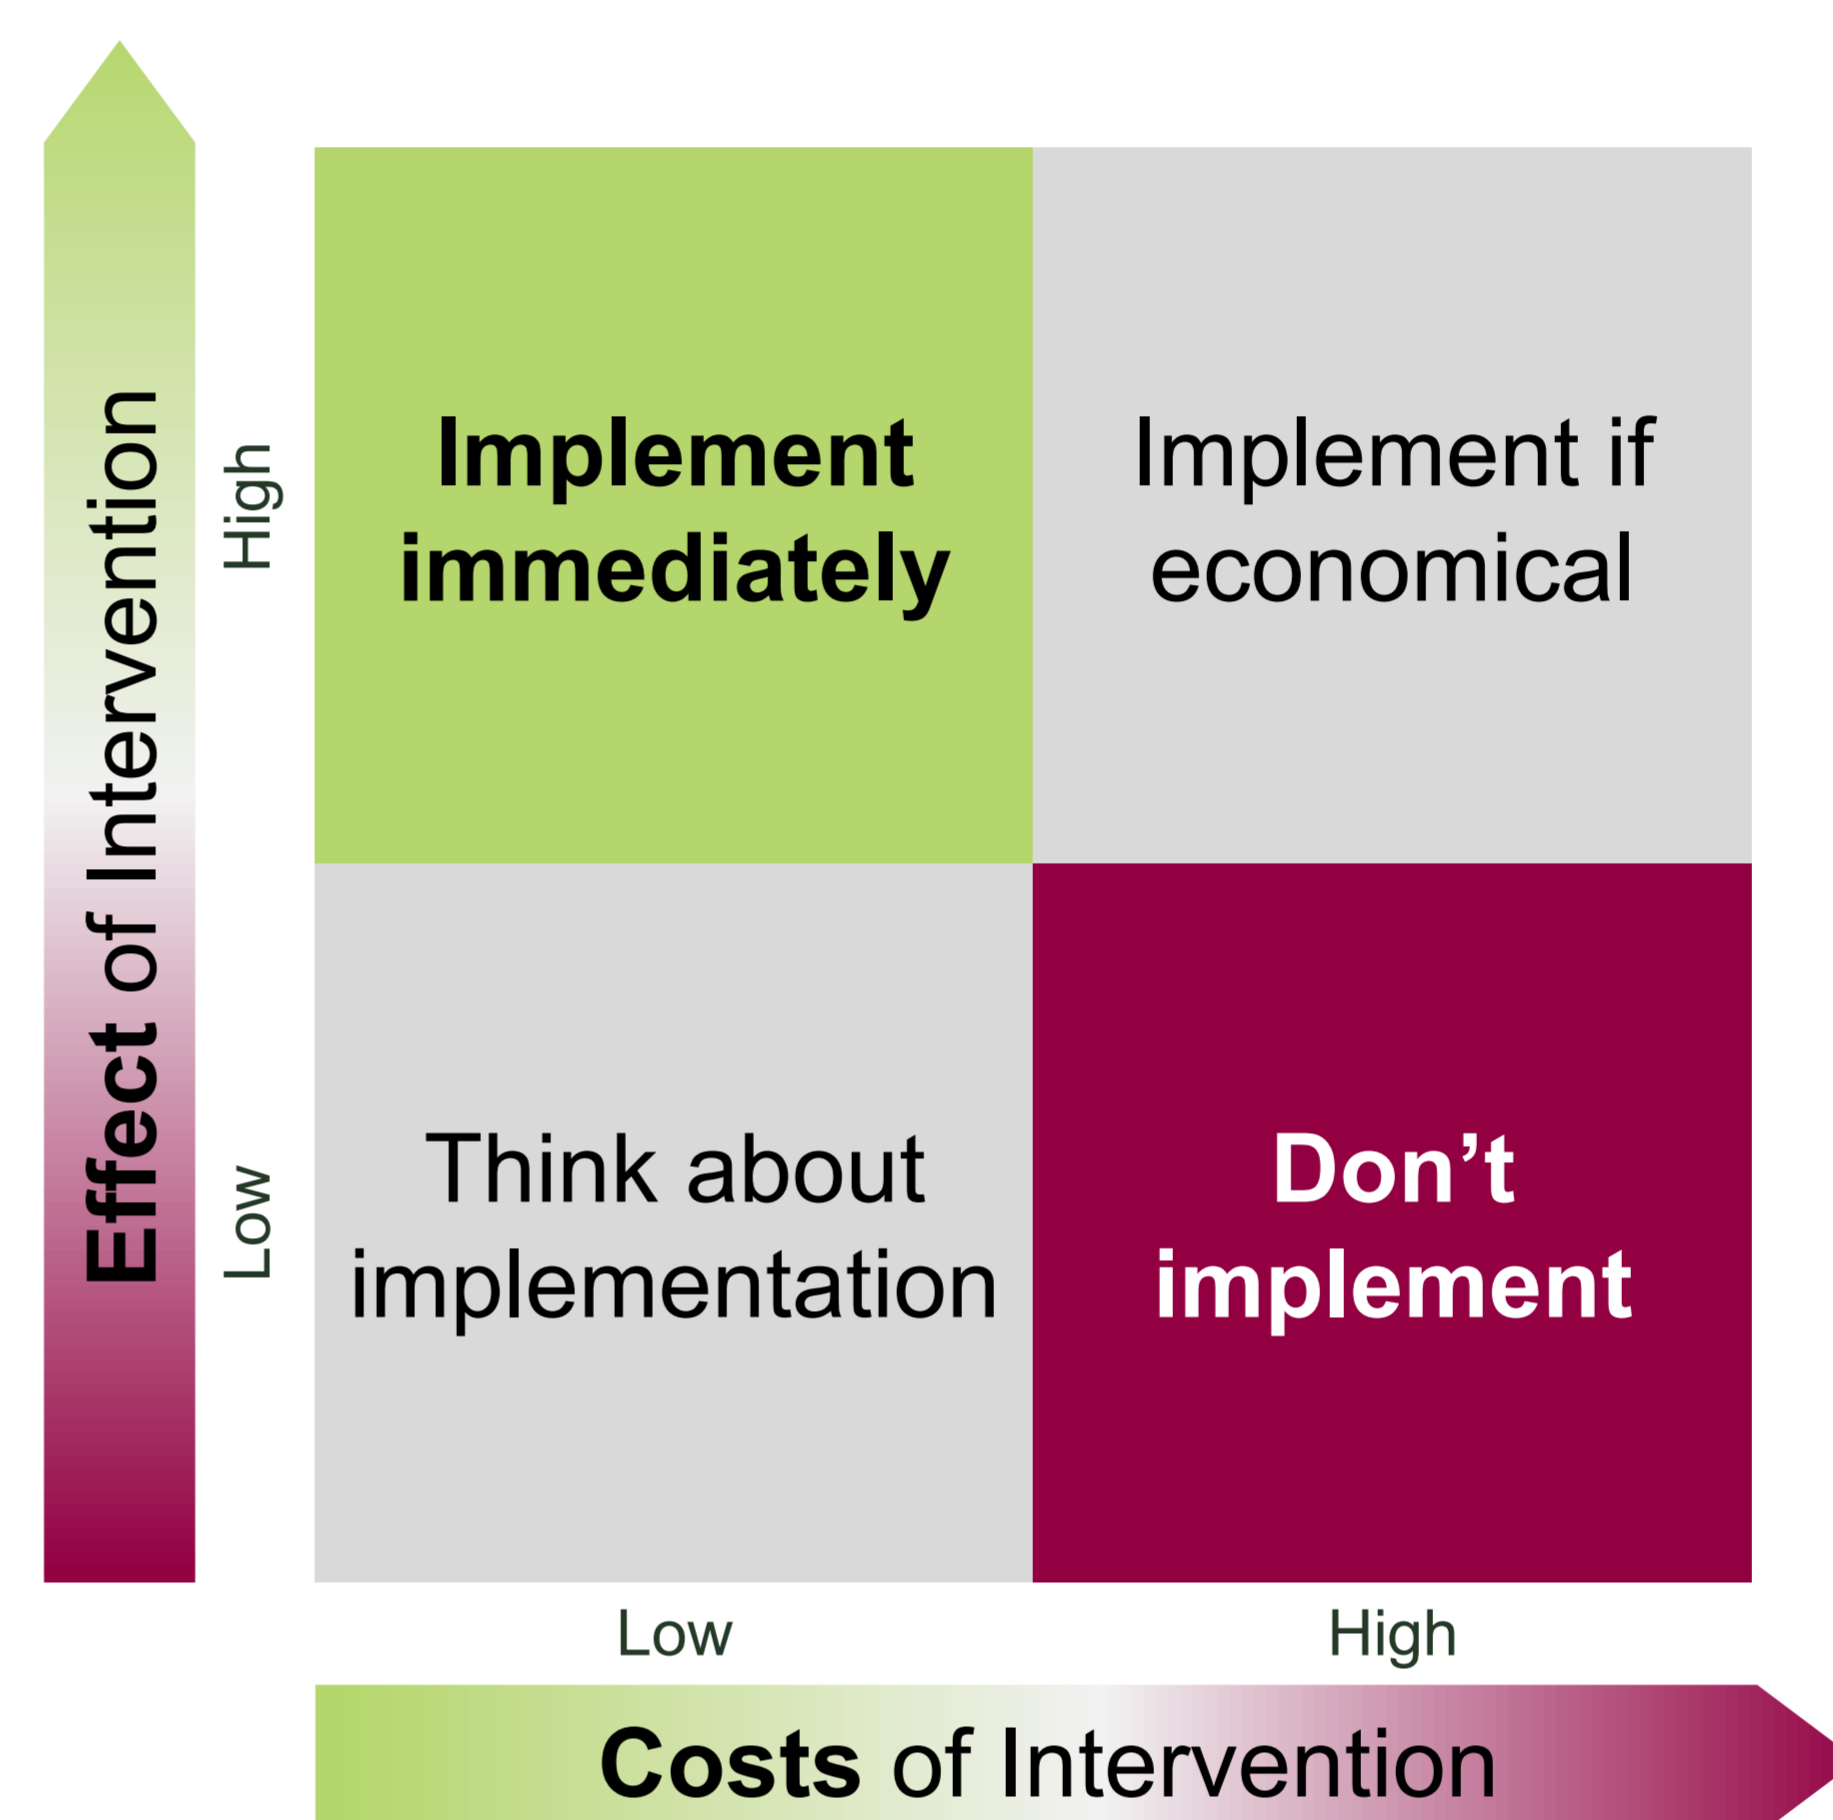 Effect of Intervention
High
Low
Implement
immediately
Implement if
economical
Think about
implementation
Don’t
implement
Low
High
Costs of Intervention